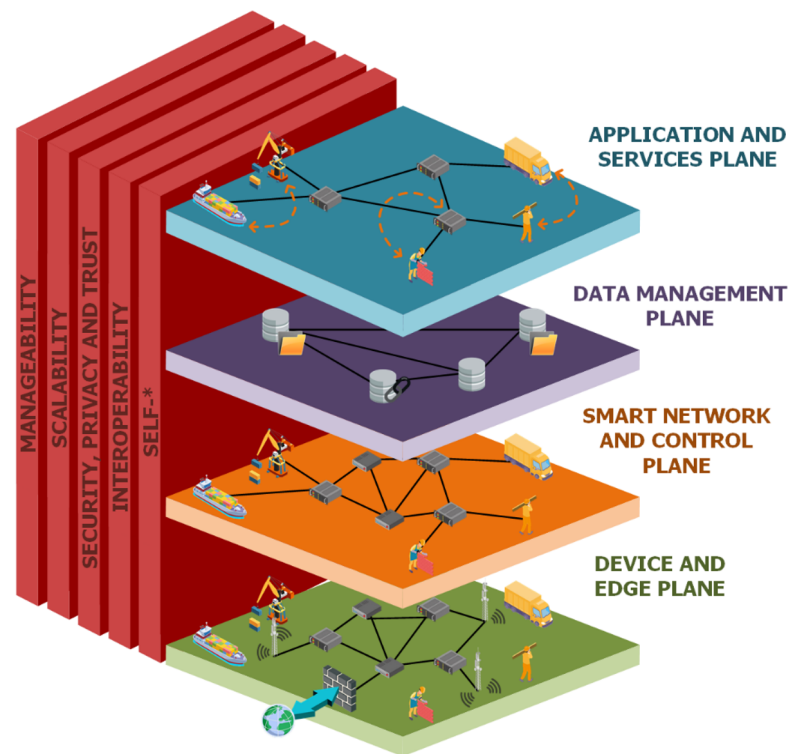 APPLICATION AND
SERVICES PLANE
DATA MANAGEMENT
PLANE
SMART NETWORK
AND CONTROL
PLANE
DEVICE AND
EDGE PLANE
MANAGEABILITY
SCALABILITY
SECURITY, PRIVACY AND TRUST
INTEROPERABILITY
SELF-*